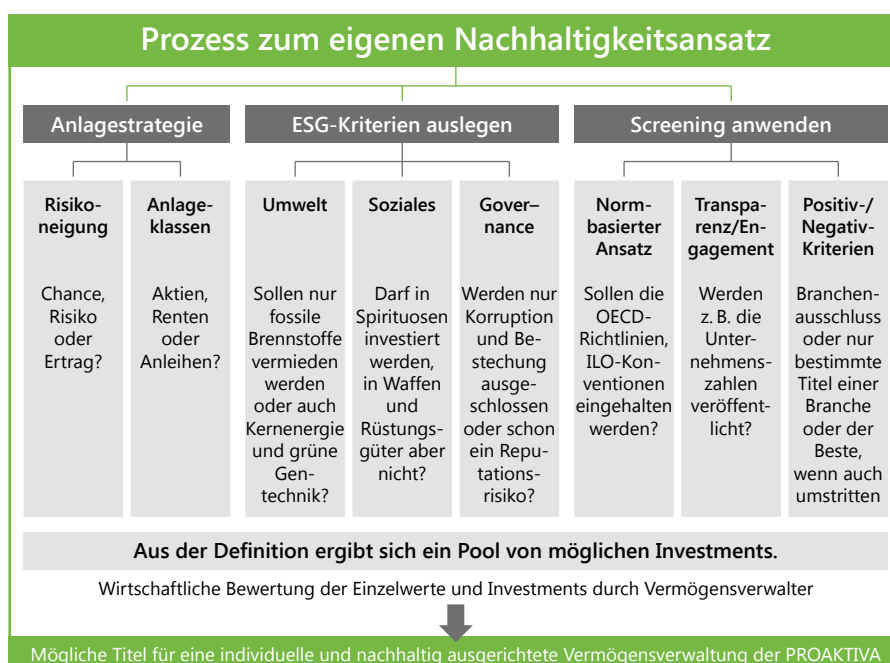 Prozess zum eigenen Nachhaltigkeitsansatz
Anlagestrategie
ESG-Kriterien auslegen
Screening anwenden
Risiko-
neigung
Chance,
Risiko
oder
Ertrag?
Anlage-
klassen
Aktien,
Renten
oder
Anleihen?
Umwelt
Sollen nur
fossile
Brennstoffe
vermieden
werden
oder auch
Kernenergie
und grüne
Gen-
technik?
Soziales
Darf in
Spirituosen
investiert
werden,
in Waffen
und
Rüstungs-
güter aber
nicht?
Gover–
nance
Werden nur
Korruption
und Be-
stechung
ausge-
schlossen
oder schon
ein Repu-
tations-
risiko?
Norm-
basierter
Ansatz
Sollen die
OECD-
Richtlinien,
ILO-Kon-
ventionen
eingehalten
werden?
Transpa-
renz/En-
gagement
Werden
z. B. die
Unter-
nehmens-
zahlen
veröffent-
licht?
Positiv-/
Negativ-
Kriterien
Branchen-
ausschluss
oder nur
bestimmte
Titel einer
Branche
oder der
Beste,
wenn auch
umstritten
Aus der Definition ergibt sich ein Pool von möglichen Investments.
Wirtschaftliche Bewertung der Einzelwerte und Investments durch Vermögensverwalter
Mögliche Titel für eine individuelle und nachhaltig ausgerichtete Vermögensverwaltung der PROAKTIVA